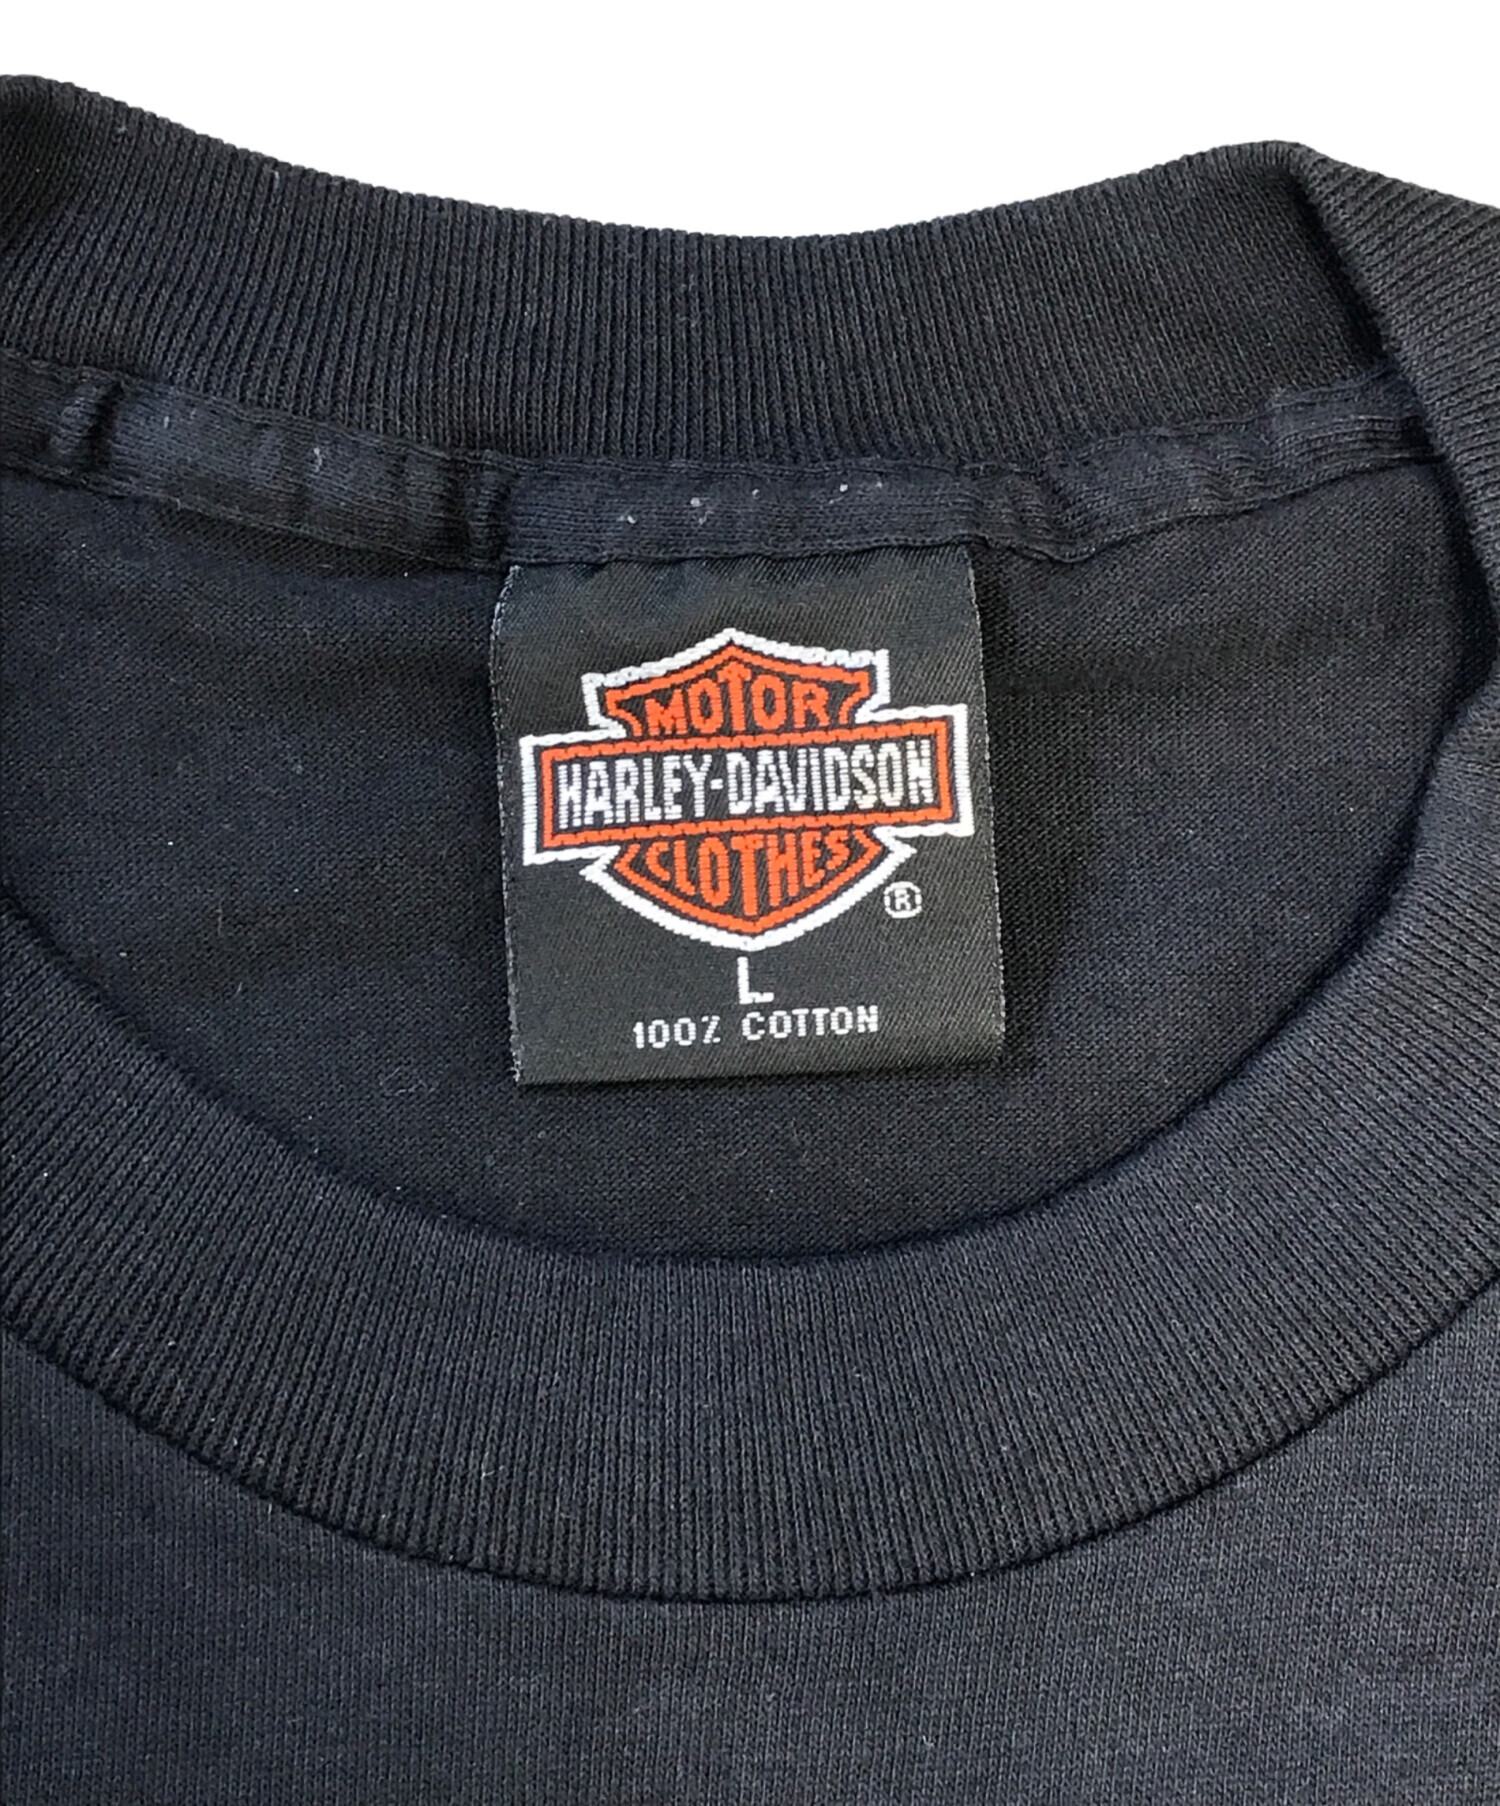 MOTOR
HARLEY-DAVIDSON
CLOTHES
®
L
100% COTTON